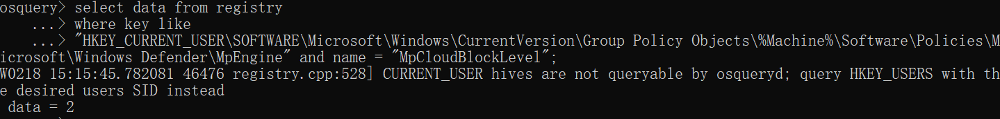 osquery> select data from registry
    ...> where key like
    ...> "HKEY_CURRENT_USER\SOFTWARE\Microsoft\Windows\CurrentVersion\Group Policy Objects\%Machine%\Software\Policies\M
icrosoft\Windows Defender\MpEngine" and name = "MpCloudBlockLevel";
W0218 15:15:45.782081 46476 registry.cpp:528] CURRENT_USER hives are not queryable by osqueryd; query HKEY_USERS with th
e desired users SID instead
 data = 2